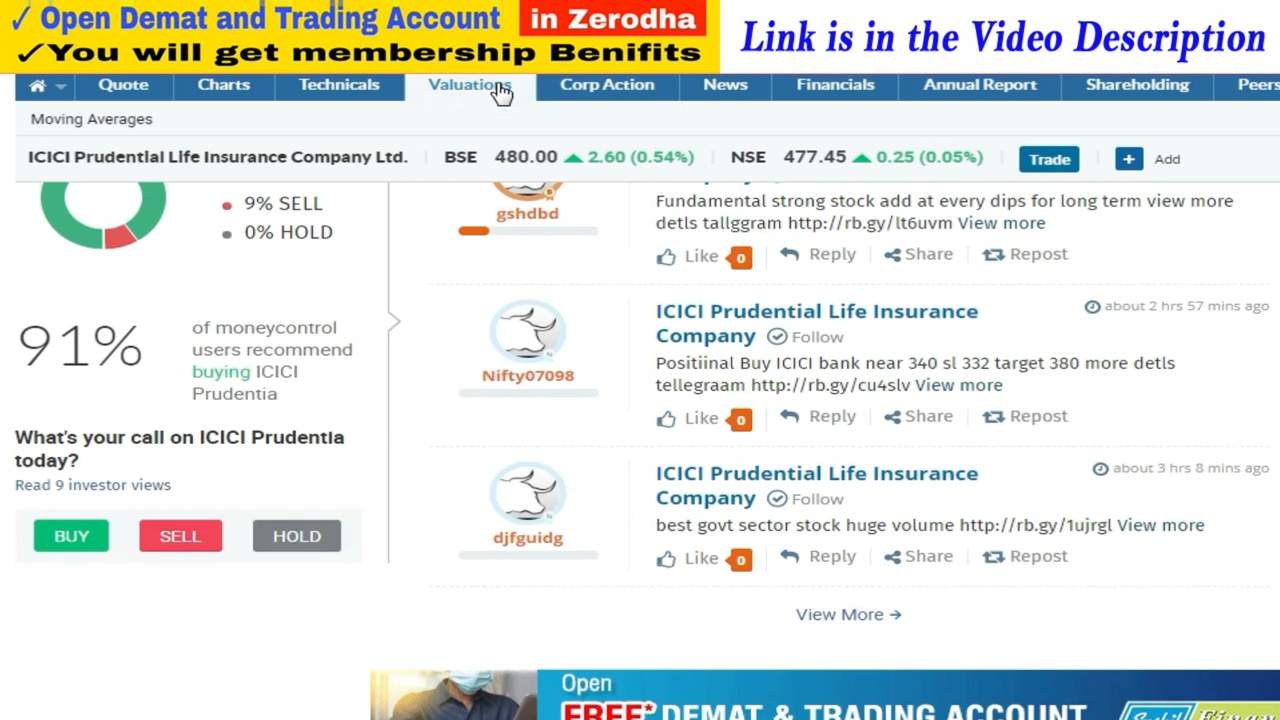 ✓ Open Demat and Trading Account in Zerodha
✓You will get membership Benifits
Link is in the Video Description
Quote Charts Technicals Valuations Corp Action News Financials Annual Report Shareholding Peers
Moving Averages
ICICI Prudential Life Insurance Company Ltd. BSE 480.00 2.60 (0.54%) NSE 477.45 0.25 (0.05%) Trade + Add
9% SELL
0% HOLD
91%
of moneycontrol
users recommend
buying ICICI
Prudentia
What's your call on ICICI Prudentia
today?
Read 9 investor views
BUY SELL HOLD
gshdbd
Fundamental strong stock add at every dips for long term view more
detls tallggram http://rb.gy/lt6uvm View more
Like 0 Reply Share Repost
Nifty07098
ICICI Prudential Life Insurance
Company Follow
about 2 hrs 57 mins ago
Positiinal Buy ICICI bank near 340 sl 332 target 380 more detls
tellegraam http://rb.gy/cu4slv View more
Like 0 Reply Share Repost
djfguidg
ICICI Prudential Life Insurance
Company Follow
about 3 hrs 8 mins ago
best govt sector stock huge volume http://rb.gy/1ujrgl View more
Like 0 Reply Share Repost
View More →
Open
FREE* DEMAT & TRADING ACCOUNT